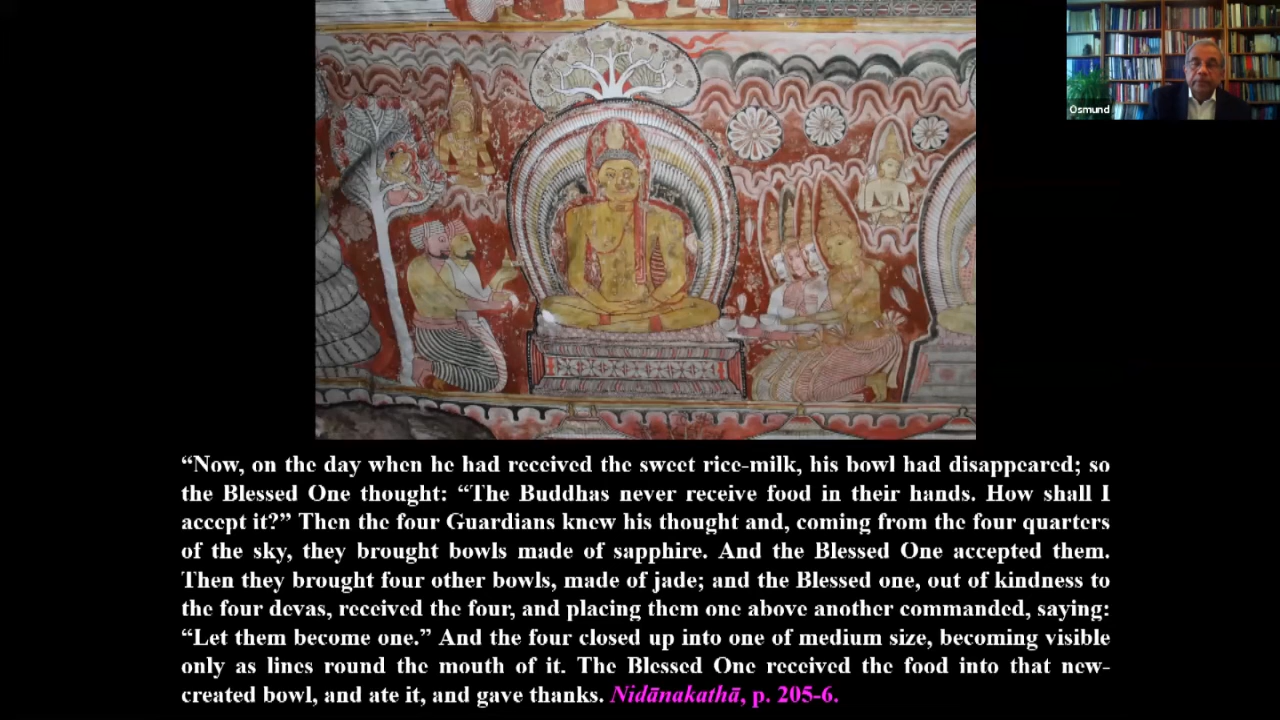 Osmund
“Now, on the day when he had received the sweet rice-milk, his bowl had disappeared; so
the Blessed One thought: “The Buddhas never receive food in their hands. How shall I
accept it?” Then the four Guardians knew his thought and, coming from the four quarters
of the sky, they brought bowls made of sapphire. And the Blessed One accepted them.
Then they brought four other bowls, made of jade; and the Blessed one, out of kindness to
the four devas, received the four, and placing them one above another commanded, saying:
“Let them become one.” And the four closed up into one of medium size, becoming visible
only as lines round the mouth of it. The Blessed One received the food into that new-
created bowl, and ate it, and gave thanks. Nidānakathā, p. 205-6.